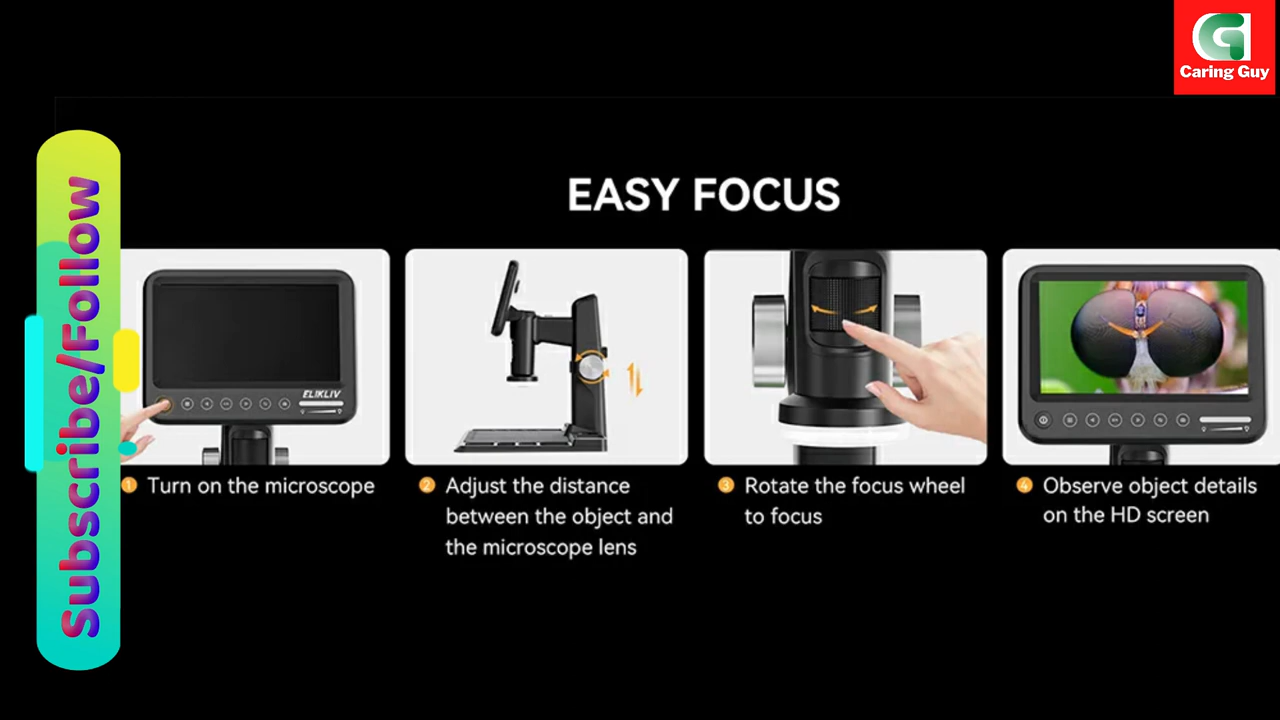 Caring Guy
EASY FOCUS
Subscribe/Follow
ELIKLIV
1 Turn on the microscope
2 Adjust the distance
between the object and
the microscope lens
3 Rotate the focus wheel
to focus
4 Observe object details
on the HD screen